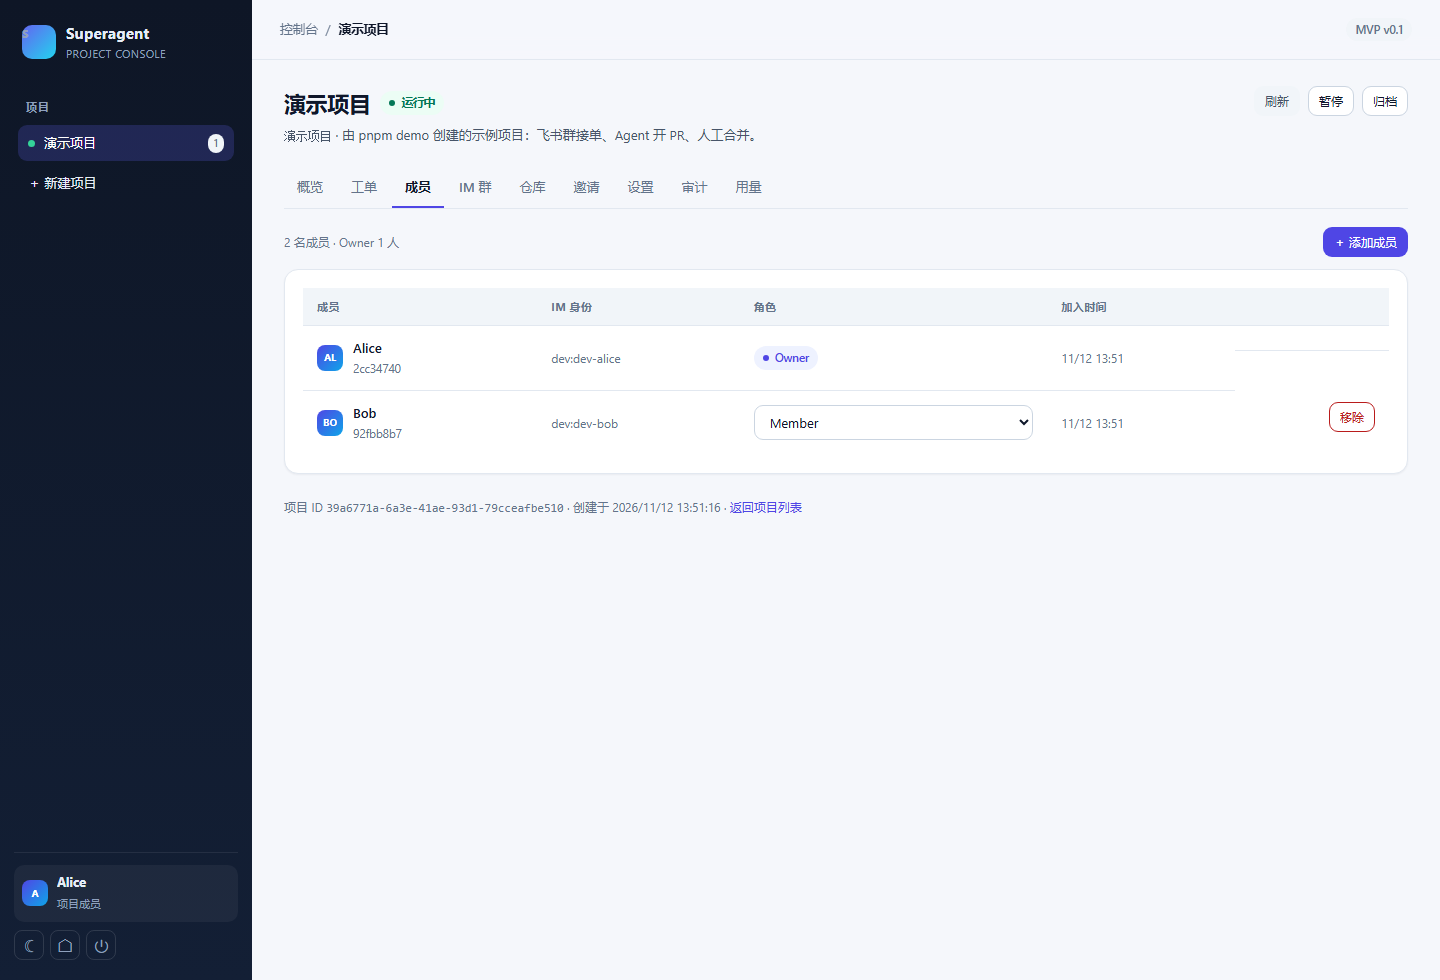 S
Superagent
PROJECT CONSOLE
项目
演示项目 1
+ 新建项目
Alice
项目成员
A
控制台 / 演示项目
MVP v0.1
演示项目 运行中
刷新 暂停 归档
演示项目 · 由 pnpm demo 创建的示例项目：飞书群接单、Agent 开 PR、人工合并。
概览 工单 成员 IM 群 仓库 邀请 设置 审计 用量
2 名成员 · Owner 1 人
+ 添加成员
成员 IM 身份 角色 加入时间
AL Alice
2cc34740
dev:dev-alice Owner 11/12 13:51
BO Bob
92fbb8b7
dev:dev-bob Member 11/12 13:51 移除
项目 ID 39a6771a-6a3e-41ae-93d1-79cceafbe510 · 创建于 2026/11/12 13:51:16 · 返回项目列表